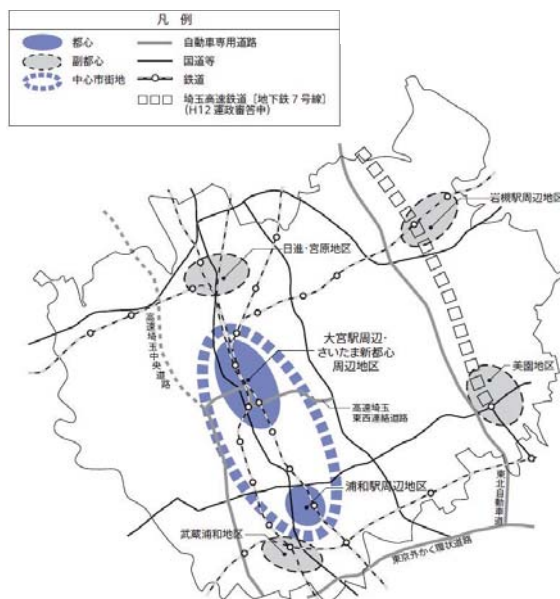 凡 例
都心
副都心
中心市街地
自動車専用道路
国道等
鉄道
埼玉高速鉄道［地下鉄7号線］
（H12運政審答申）
岩槻駅周辺地区
日進・宮原地区
高速埼玉中央道路
大宮駅周辺・
さいたま新都心
周辺地区
美園地区
高速埼玉
東西連絡道路
浦和駅周辺地区
東北自動車道
武蔵浦和地区
東京外かく環状道路